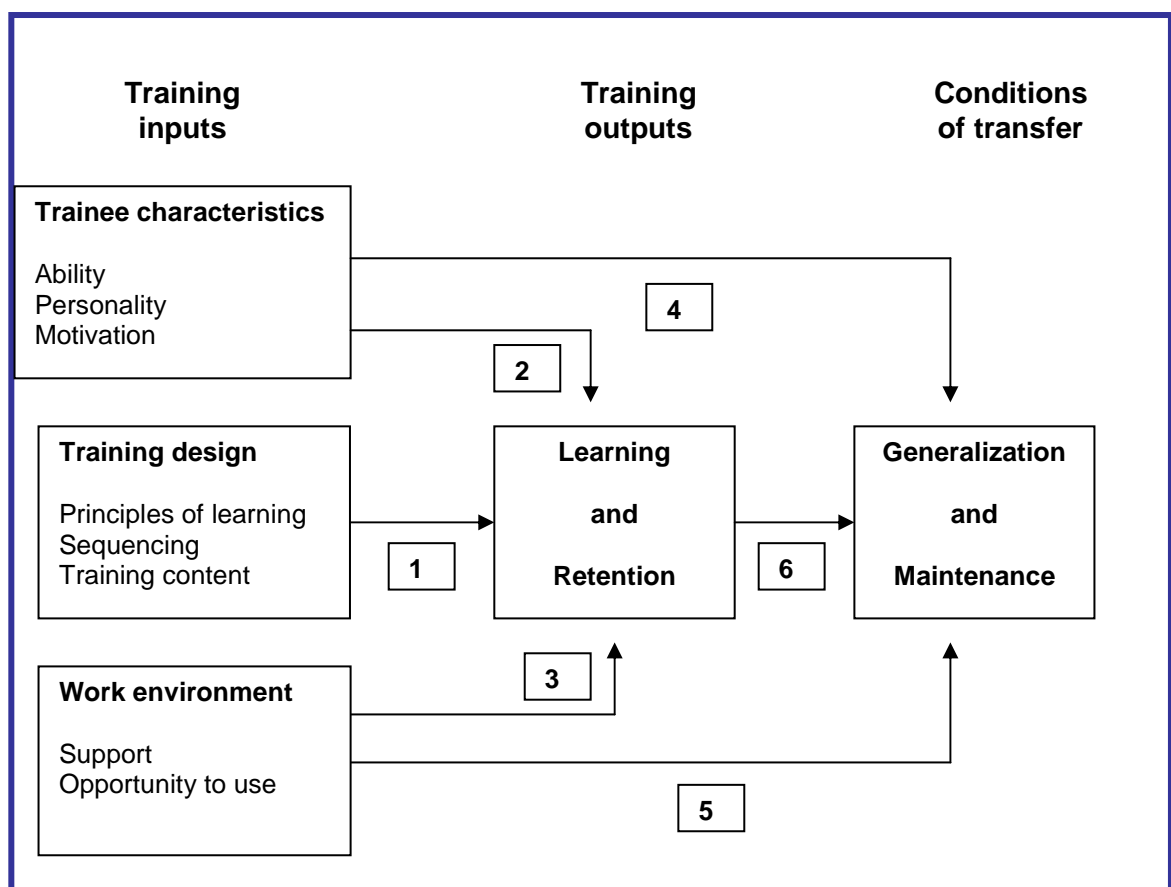 Training
inputs
Training
outputs
Conditions
of transfer
Trainee characteristics
Ability
Personality
Motivation
4
2
Training design
Principles of learning
Sequencing
Training content
1
Learning
and
Retention
6
Generalization
and
Maintenance
3
Work environment
Support
Opportunity to use
5